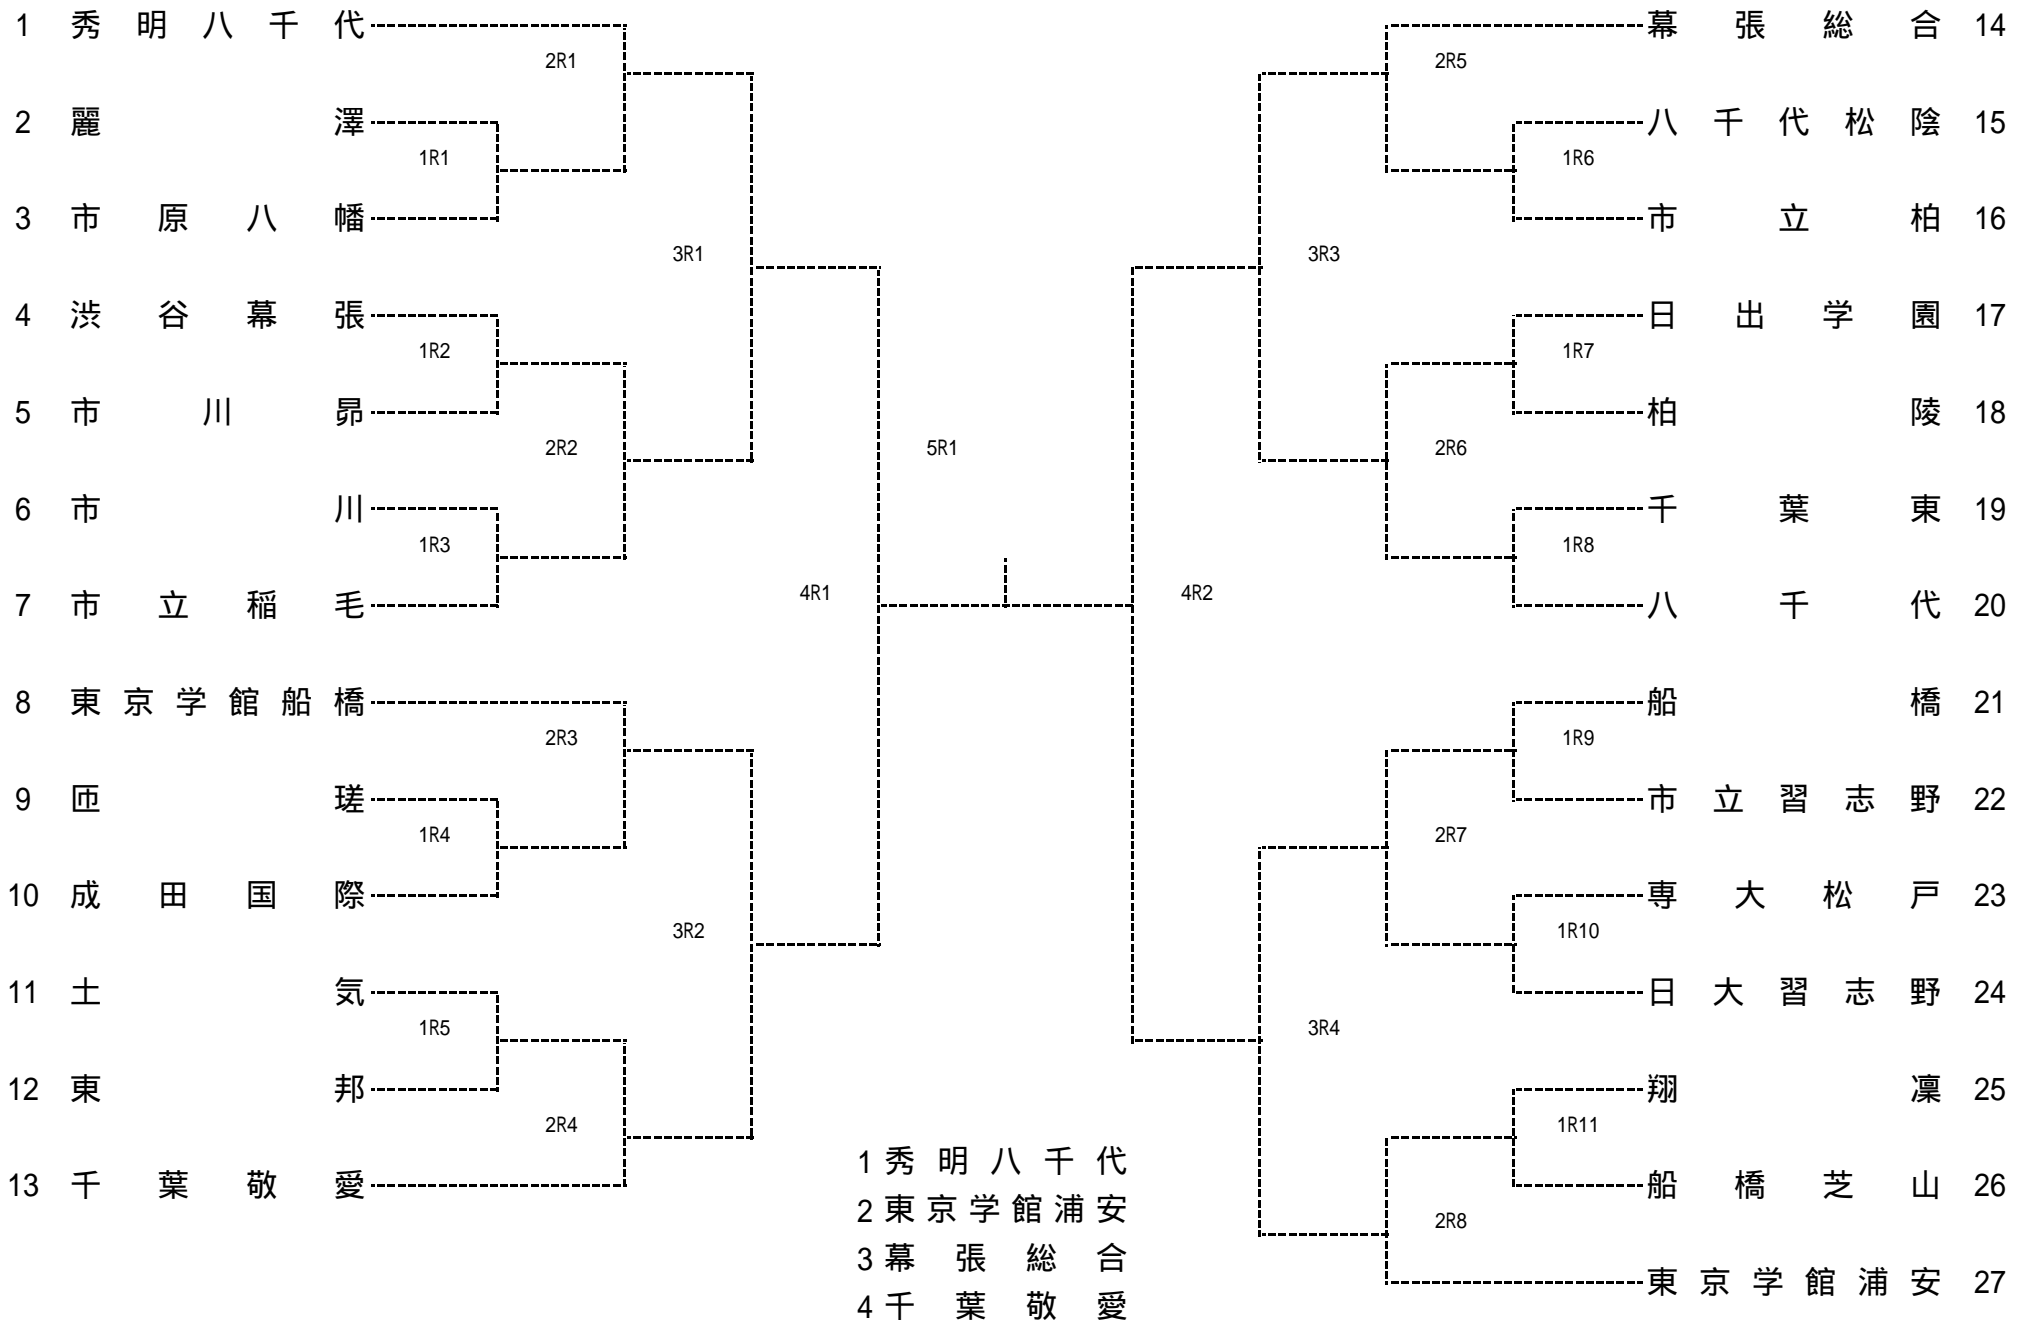 1 秀明八千代
2R1
2 麗澤
1R1
3 市原八幡
3R1
4 渋谷幕張
1R2
5 市川昴
2R2
6 市川
1R3
7 市立稲毛
4R1
8 東京学館船橋
2R3
9 匝瑳
1R4
10 成田国際
3R2
11 土気
1R5
12 東邦
2R4
13 千葉敬愛
5R1
幕張総合 14
2R5
八千代松陰 15
1R6
市立柏 16
3R3
日出学園 17
1R7
柏陵 18
2R6
千葉東 19
1R8
八千代 20
4R2
船橋 21
1R9
市立習志野 22
2R7
専大松戸 23
1R10
日大習志野 24
3R4
翔凜 25
1R11
船橋芝山 26
2R8
東京学館浦安 27
1 秀明八千代
2 東京学館浦安
3 幕張総合
4 千葉敬愛